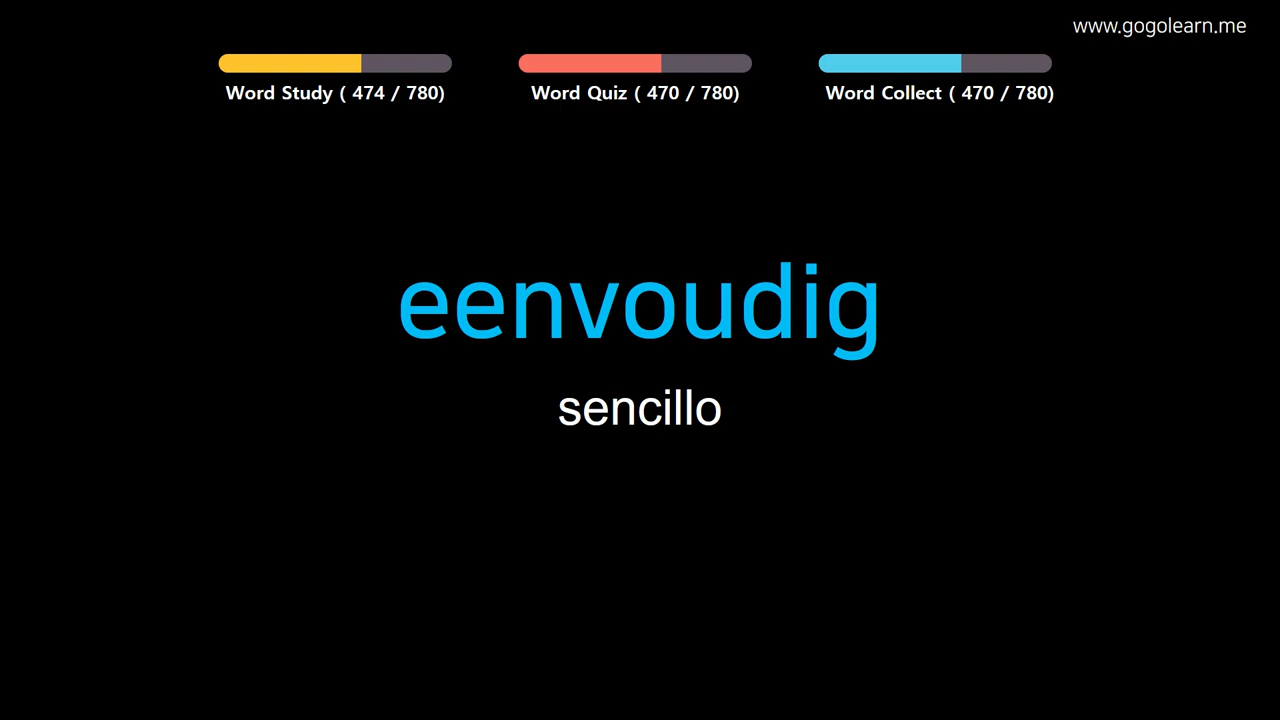 www.gogolearn.me
Word Study ( 474 / 780)
Word Quiz ( 470 / 780)
Word Collect ( 470 / 780)
eenvoudig
sencillo